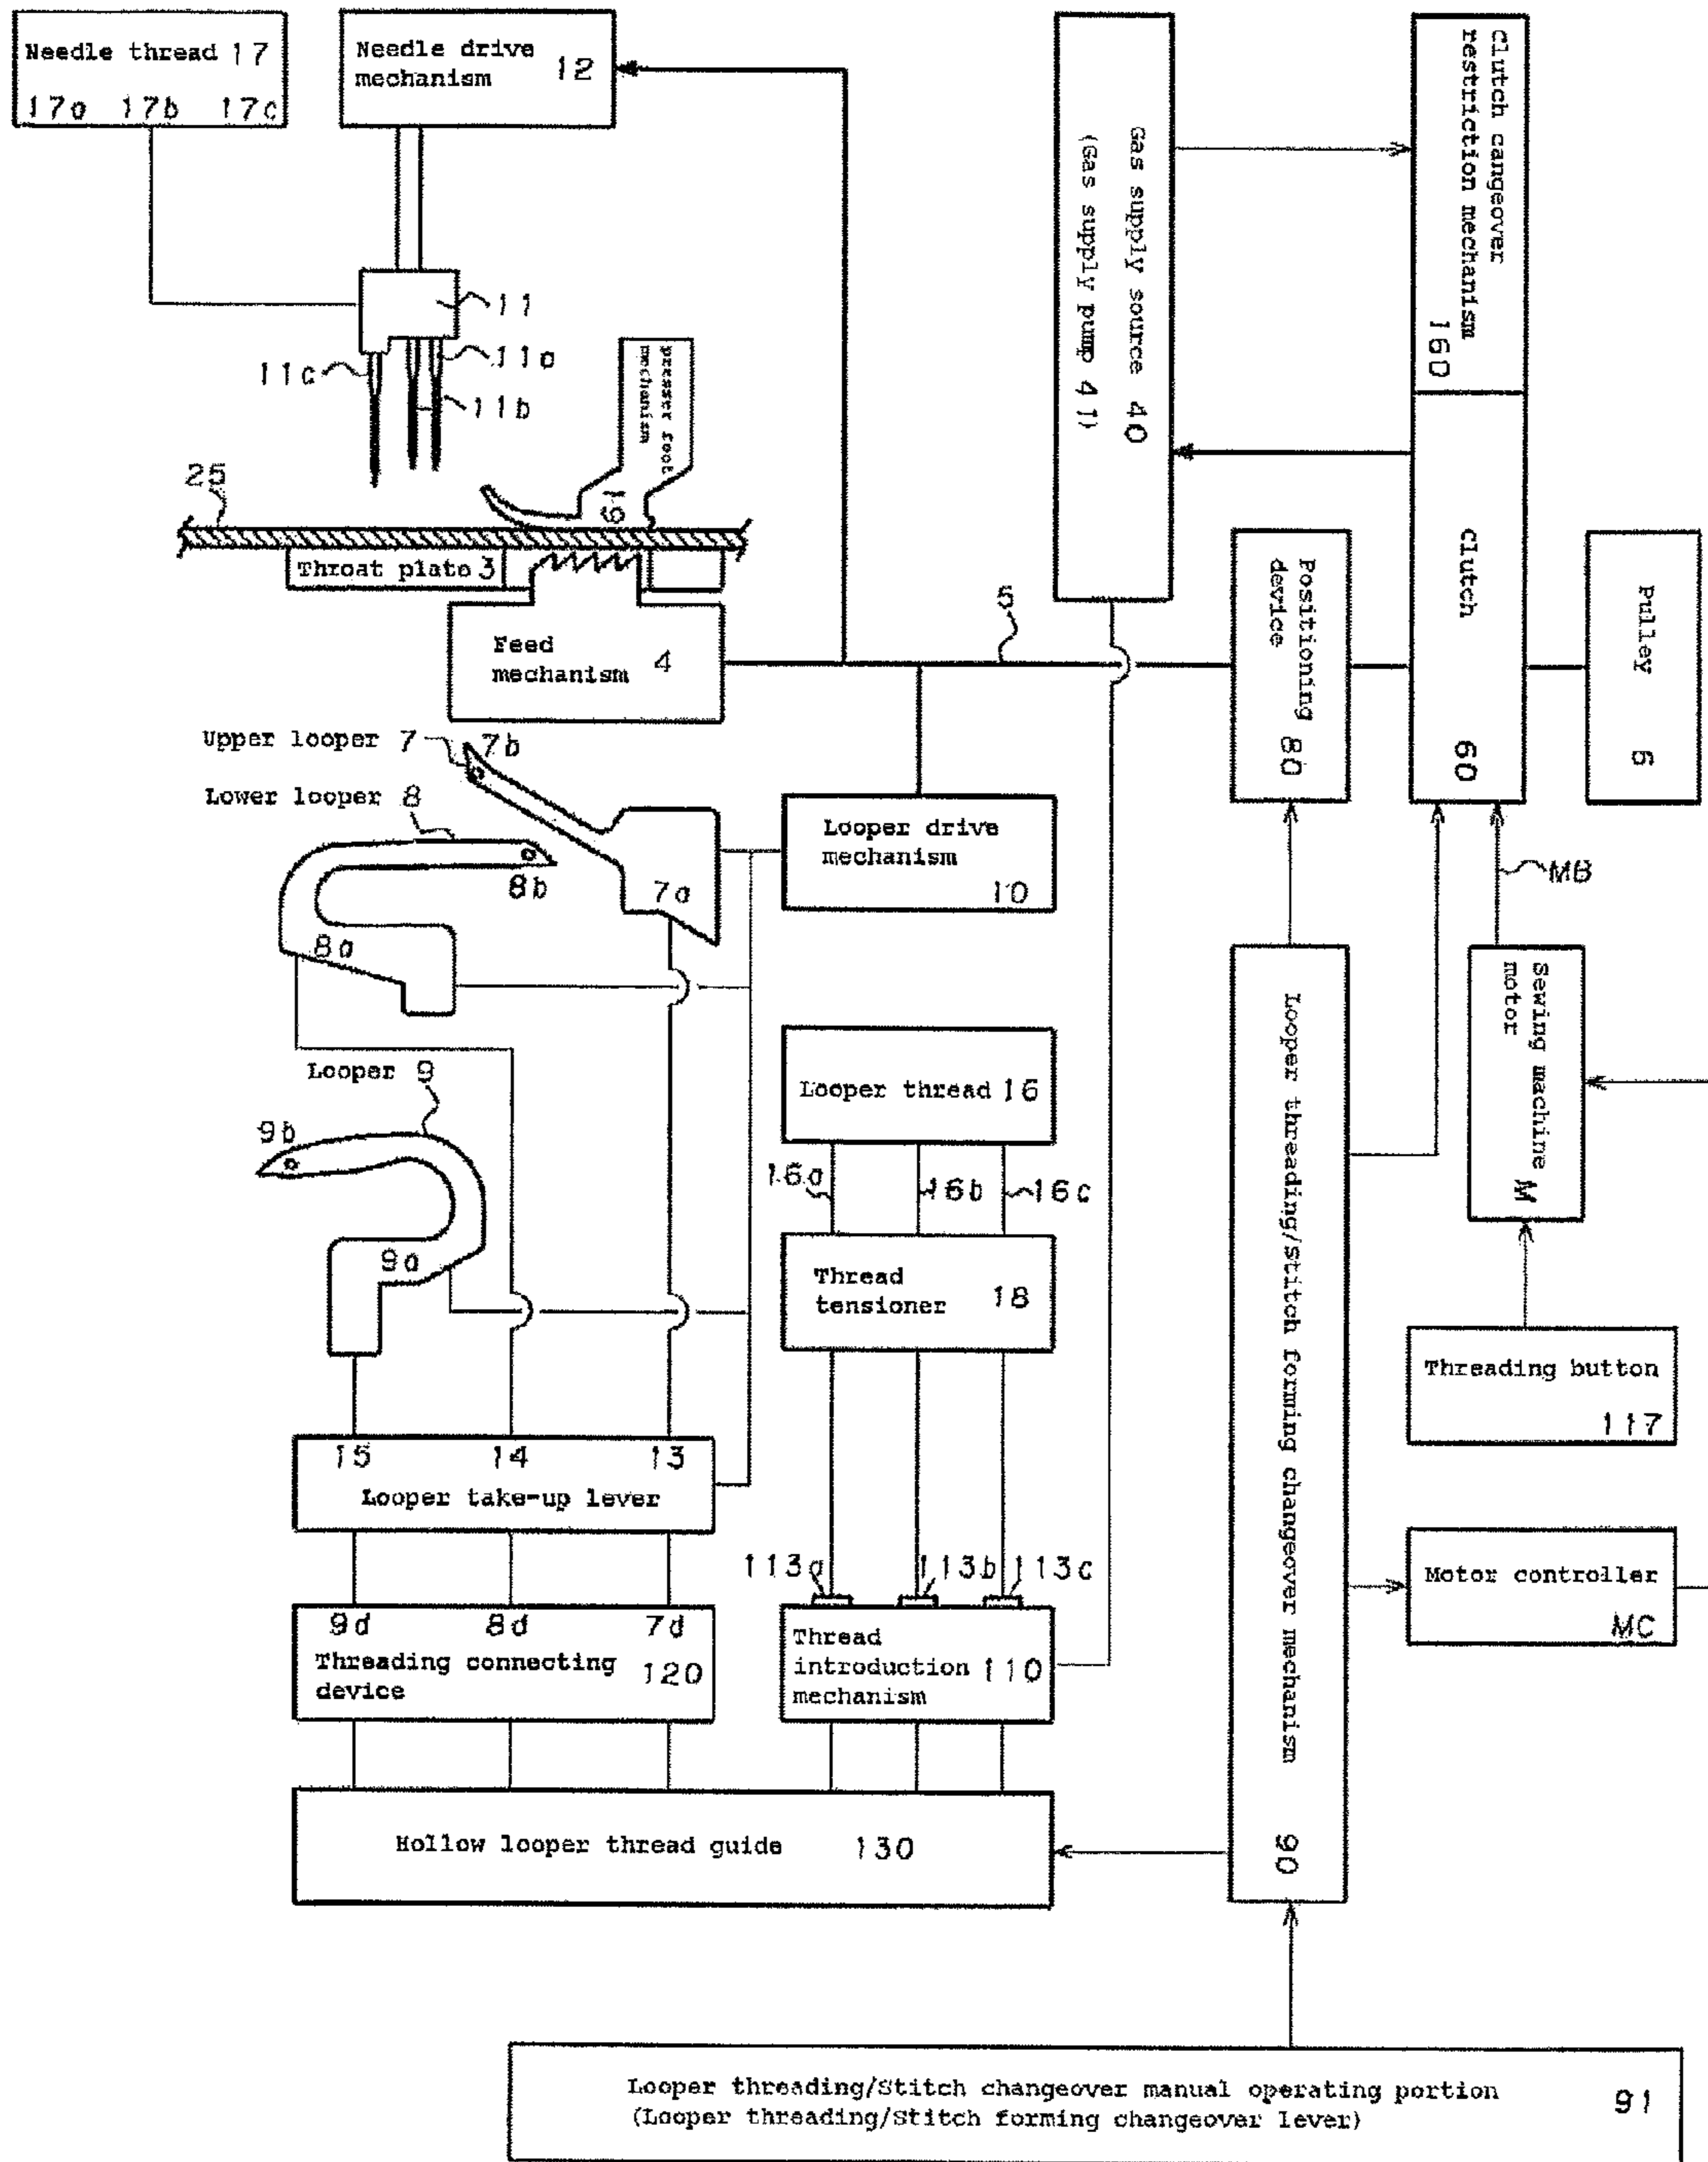 Needle thread 17
17a 17b 17c
Needle drive
mechanism 12
Gas supply source 40
(Gas supply pump 41)
Clutch cangeover
restriction mechanism
160
11
11a
11c
11b
presser foot
mechanism
61
25
Throat plate 3
Feed
mechanism 4
5
Positioning
device 80
Clutch 60
Pulley 6
Upper looper 7
7b
Lower looper 8
8b
7a
8a
Looper drive
mechanism
10
MB
Sewing machine
motor M
Looper 9
9b
9a
Looper thread 16
16a 16b 16c
Thread
tensioner 18
Looper threading/Stitch forming changeover mechanism 90
Threading button
117
15 14 13
Looper take-up lever
113a 113b 113c
Motor controller
MC
9d 8d 7d
Threading connecting
device 120
Thread
introduction 110
mechanism
Hollow looper thread guide 130
Looper threading/Stitch changeover manual operating portion 91
(Looper threading/Stitch forming changeover lever)